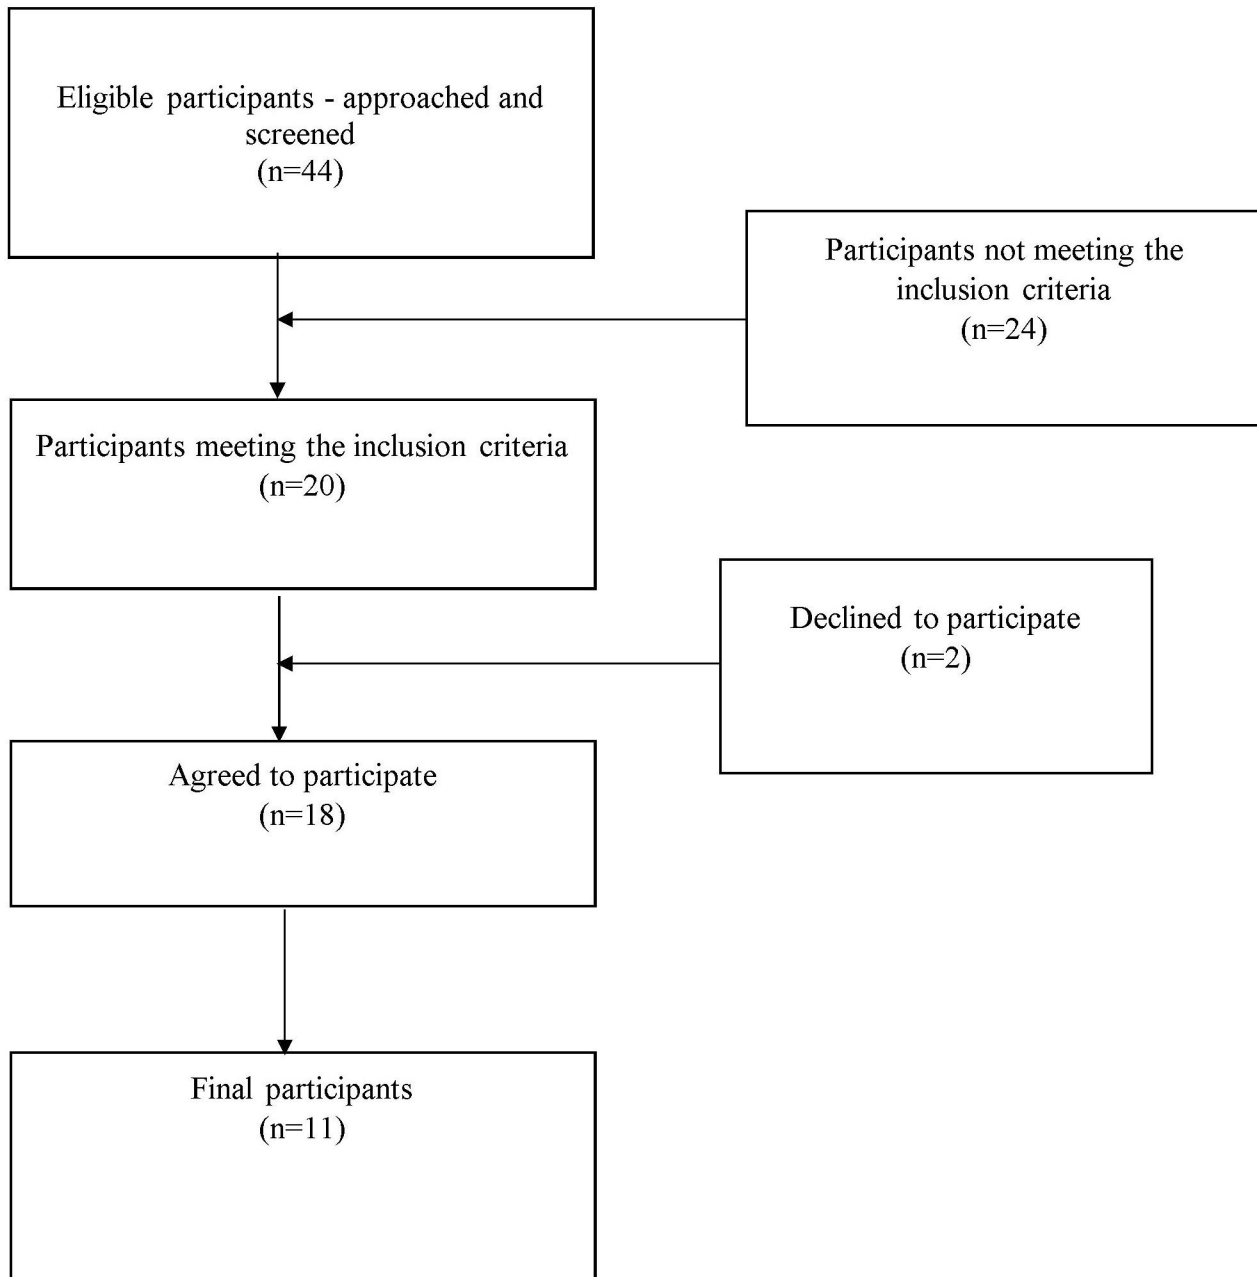 Eligible participants - approached and
screened
(n=44)
Participants not meeting the
inclusion criteria
(n=24)
Participants meeting the inclusion criteria
(n=20)
Declined to participate
(n=2)
Agreed to participate
(n=18)
Final participants
(n=11)